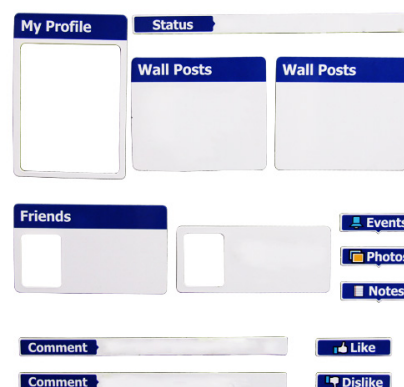 My Profile
Status
Wall Posts
Wall Posts
Friends
Events
Photos
Notes
Comment
Like
Comment
Dislike